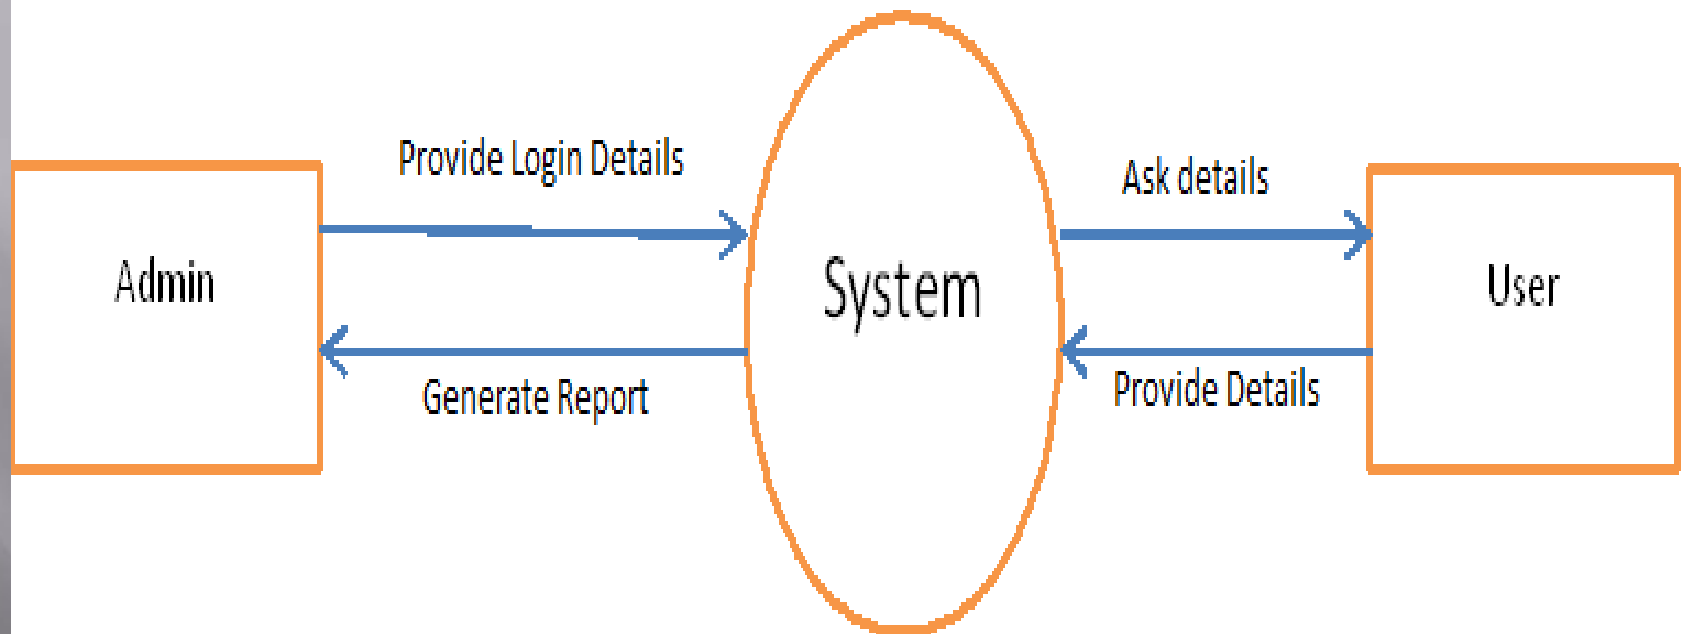 Provide Login Details
Ask details
Admin
System
User
Generate Report
Provide Details